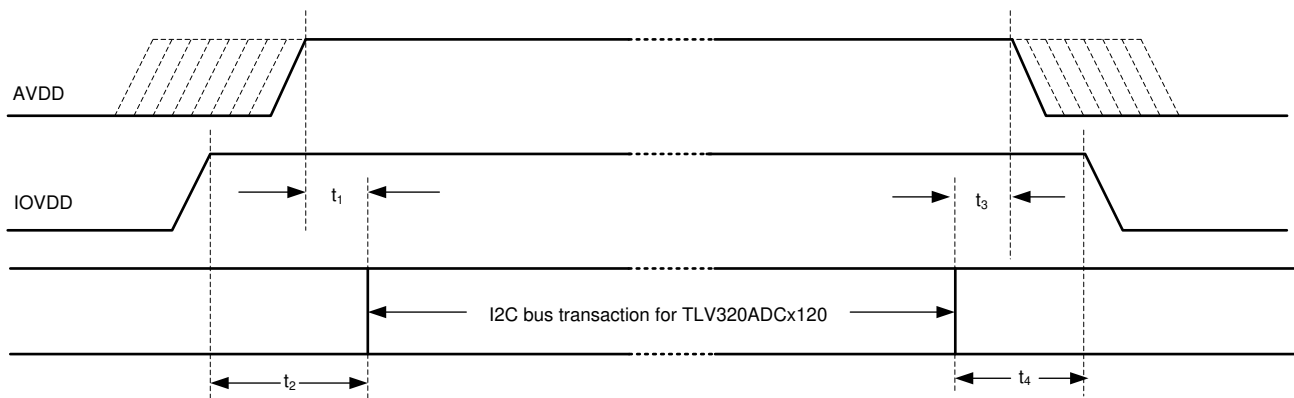 AVDD
IOVDD
t1
t3
I2C bus transaction for TLV320ADCx120
t2
t4